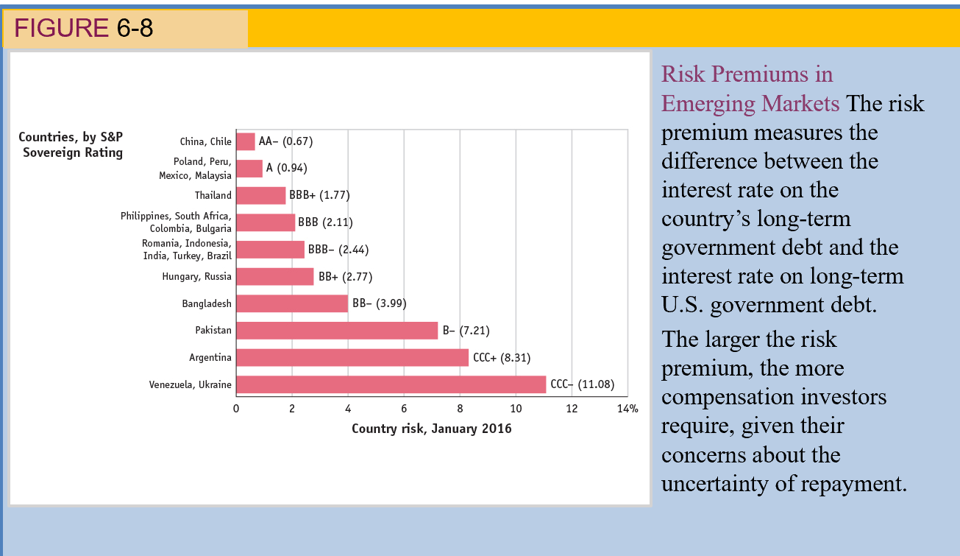 FIGURE 6-8
Countries, by S&P
Sovereign Rating
China, Chile
AA– (0.67)
Poland, Peru,
Mexico, Malaysia
A (0.94)
Thailand
BBB+ (1.77)
Philippines, South Africa,
Colombia, Bulgaria
BBB (2.11)
Romania, Indonesia,
India, Turkey, Brazil
BBB– (2.44)
Hungary, Russia
BB+ (2.77)
Bangladesh
BB– (3.99)
Pakistan
B– (7.21)
Argentina
CCC+ (8.31)
Venezuela, Ukraine
CCC– (11.08)
0 2 4 6 8 10 12 14%
Country risk, January 2016
Risk Premiums in
Emerging Markets The risk
premium measures the
difference between the
interest rate on the
country’s long-term
government debt and the
interest rate on long-term
U.S. government debt.
The larger the risk
premium, the more
compensation investors
require, given their
concerns about the
uncertainty of repayment.